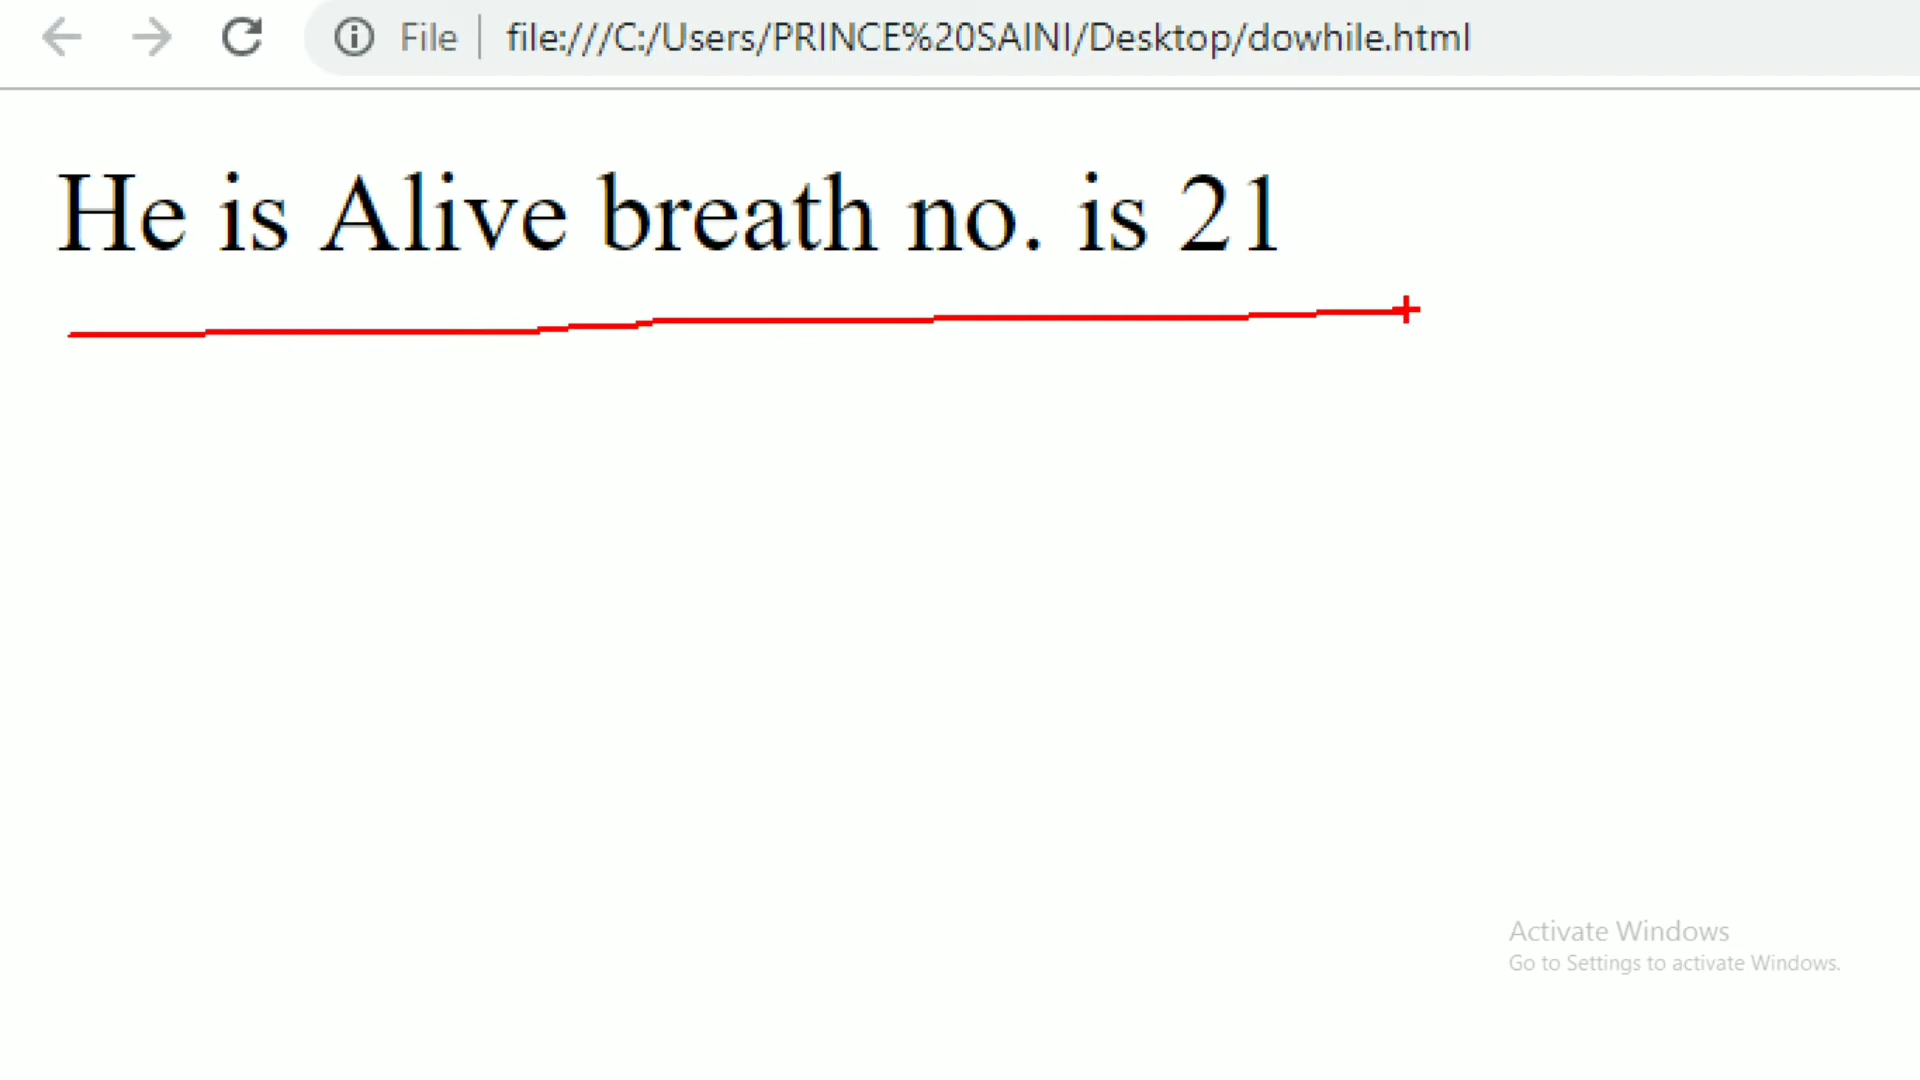 File
file:///C:/Users/PRINCE%20SAINI/Desktop/dowhile.html
He is Alive breath no. is 21
Activate Windows
Go to Settings to activate Windows.